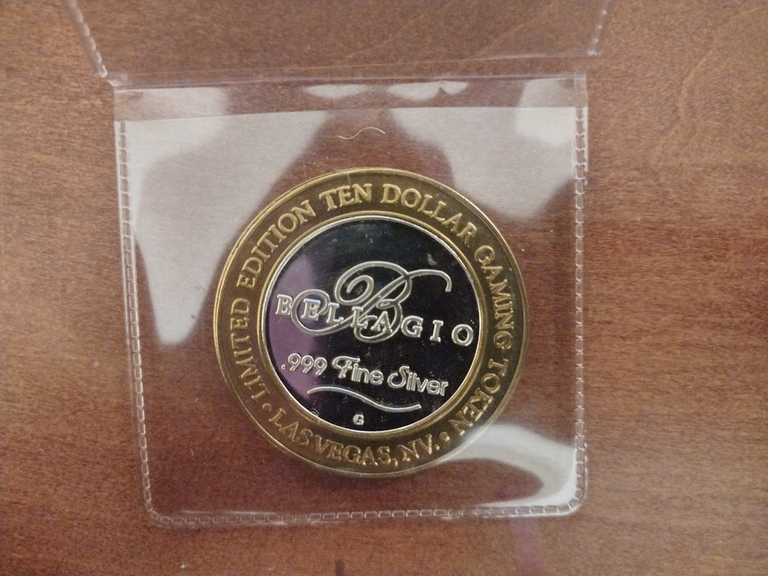 LIMITED EDITION TEN DOLLAR GAMING TOKEN
B
BELLAGIO
.999 Fine Silver
G
• LAS VEGAS, NV. •